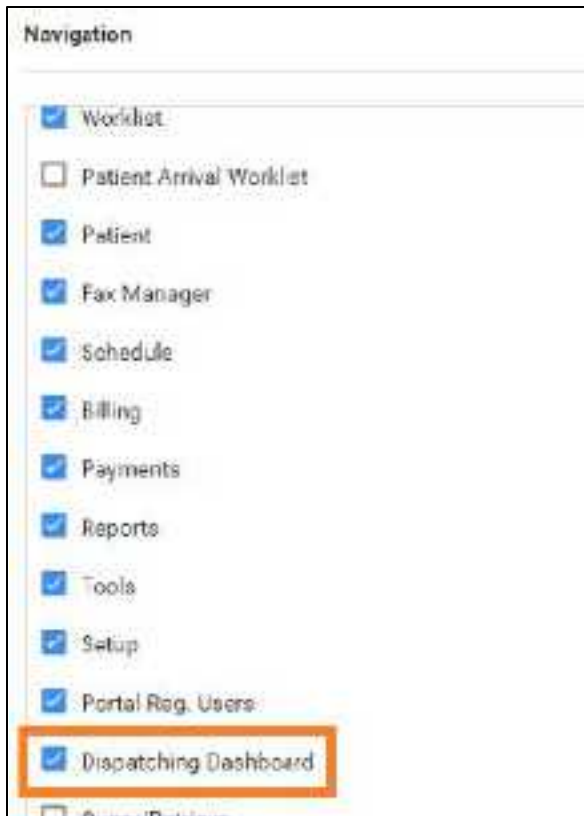 Navigation
Worklist
Patient Arrival Worklist
Patient
Fax Manager
Schedule
Billing
Payments
Reports
Tools
Setup
Portal Reg. Users
Dispatching Dashboard